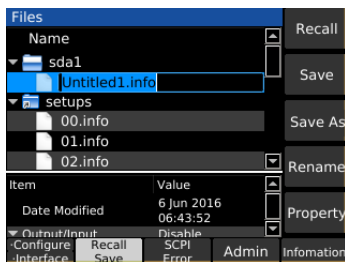 Files
Name
Recall
sda1
Untitled1.info
Save
setups
00.info
Save As
01.info
02.info
Rename
Item Value
Date Modified 6 Jun 2016 06:43:52
Property
Output/Input Disable
·Configure ·Interface
Recall Save
SCPI Error
Admin
Infomation